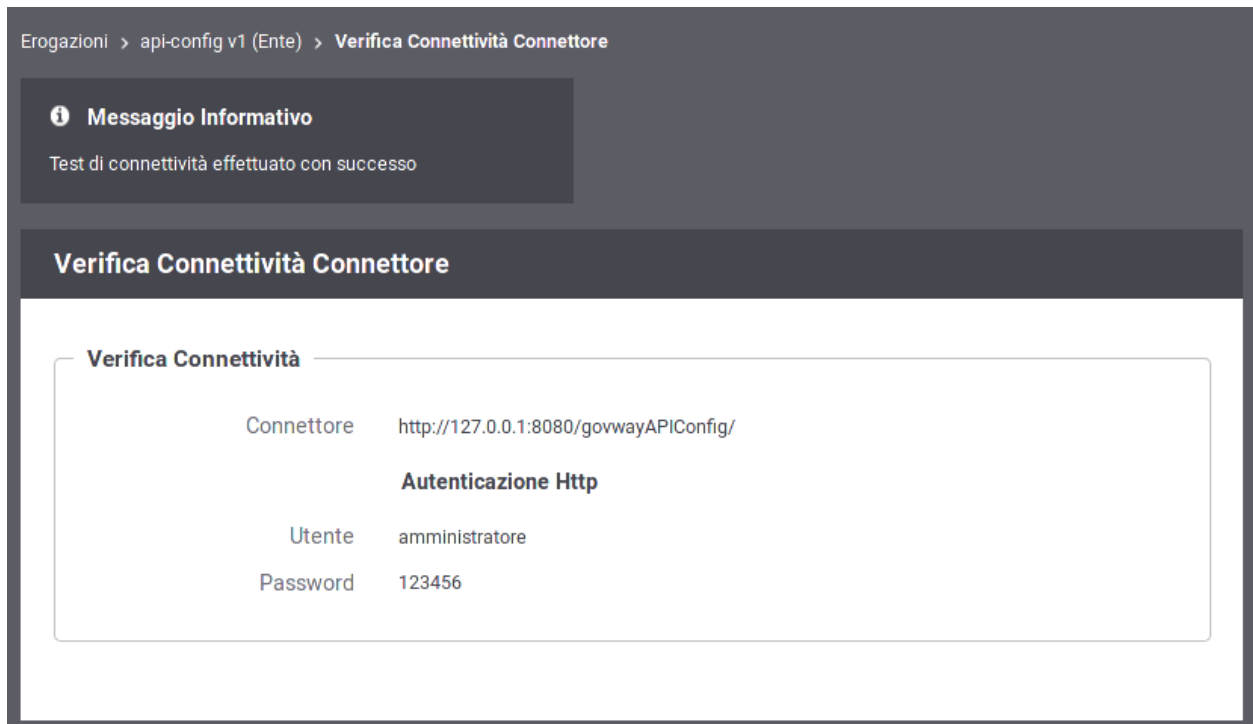 Erogazioni > api-config v1 (Ente) > Verifica Connettività Connettore
Messaggio Informativo
Test di connettività effettuato con successo
Verifica Connettività Connettore
Verifica Connettività
Connettore http://127.0.0.1:8080/govwayAPIConfig/
Autenticazione Http
Utente amministratore
Password 123456